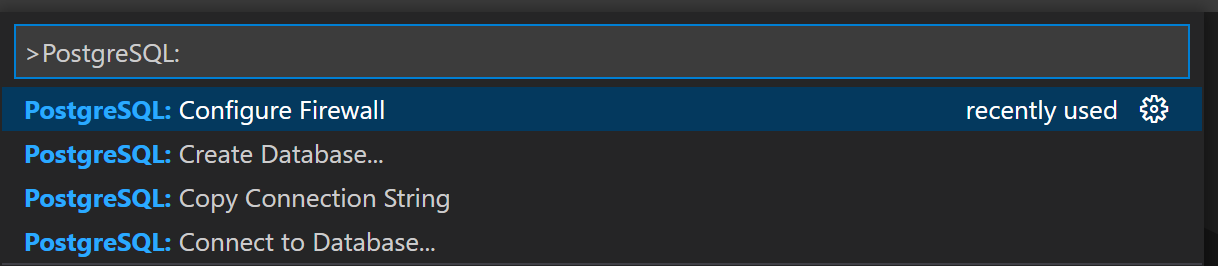 >PostgreSQL:
PostgreSQL: Configure Firewall recently used
PostgreSQL: Create Database...
PostgreSQL: Copy Connection String
PostgreSQL: Connect to Database...